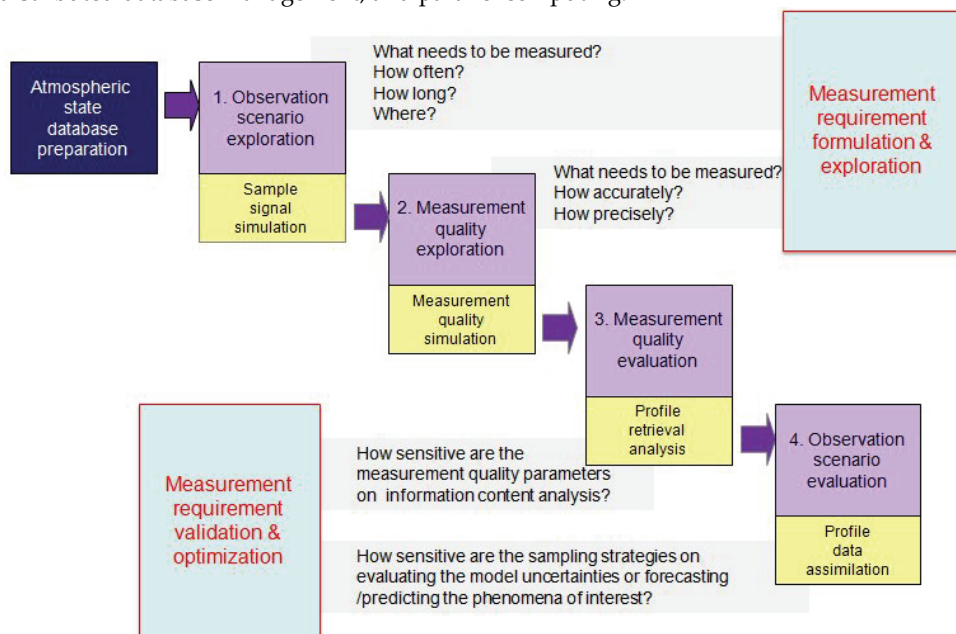 What needs to be measured?
How often?
How long?
Where?
Atmospheric
state
database
preparation
1. Observation
scenario
exploration
Sample
signal
simulation
Measurement
requirement
formulation &
exploration
What needs to be measured?
How accurately?
How precisely?
2. Measurement
quality
exploration
Measurement
quality
simulation
3. Measurement
quality
evaluation
Profile
retrieval
analysis
4. Observation
scenario
evaluation
Profile
data
assimilation
Measurement
requirement
validation &
optimization
How sensitive are the
measurement quality parameters
on information content analysis?
How sensitive are the sampling strategies on
evaluating the model uncertainties or forecasting
/predicting the phenomena of interest?